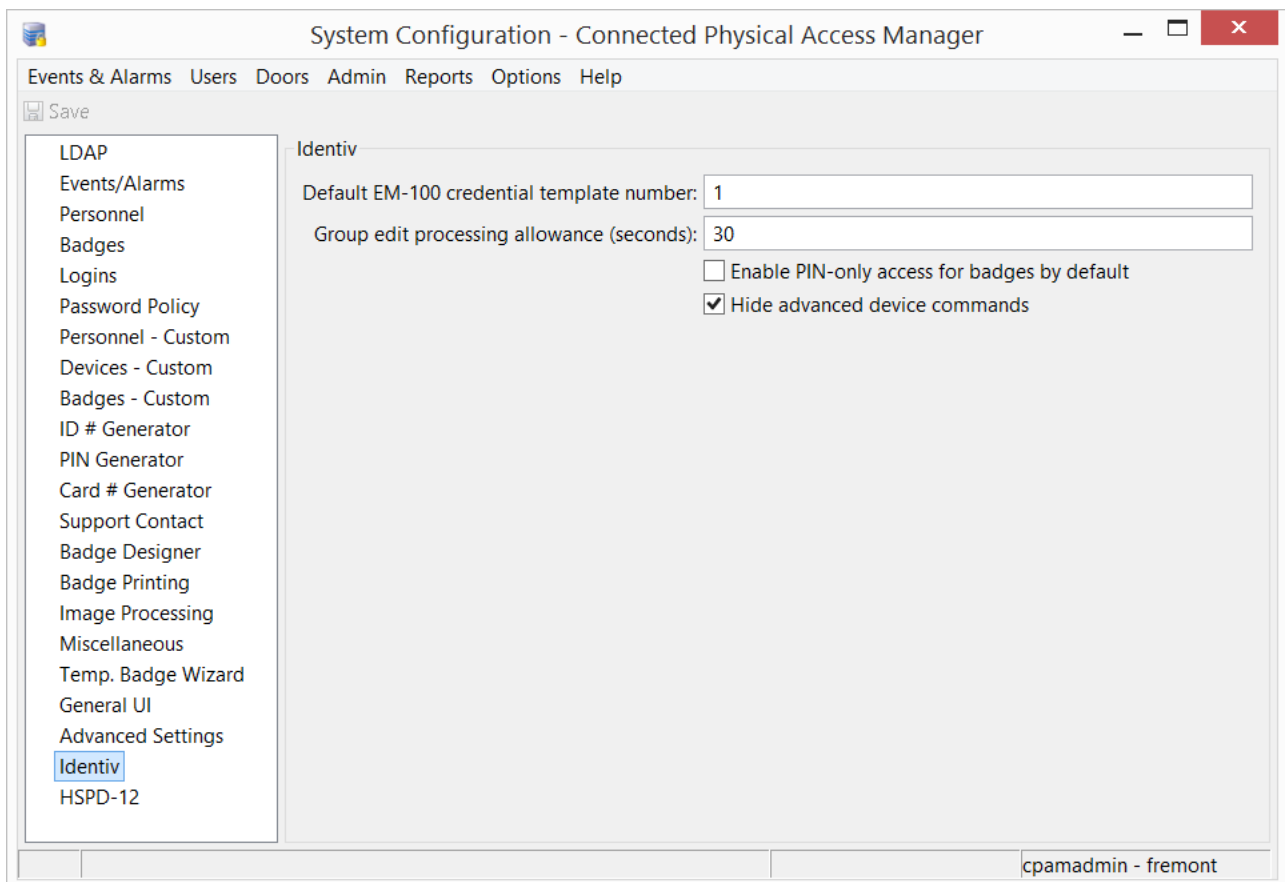 System Configuration - Connected Physical Access Manager
Events & Alarms Users Doors Admin Reports Options Help
Save
LDAP
Events/Alarms
Personnel
Badges
Logins
Password Policy
Personnel - Custom
Devices - Custom
Badges - Custom
ID # Generator
PIN Generator
Card # Generator
Support Contact
Badge Designer
Badge Printing
Image Processing
Miscellaneous
Temp. Badge Wizard
General UI
Advanced Settings
Identiv
HSPD-12
Identiv
Default EM-100 credential template number: 1
Group edit processing allowance (seconds): 30
Enable PIN-only access for badges by default
Hide advanced device commands
cpamadmin - fremont